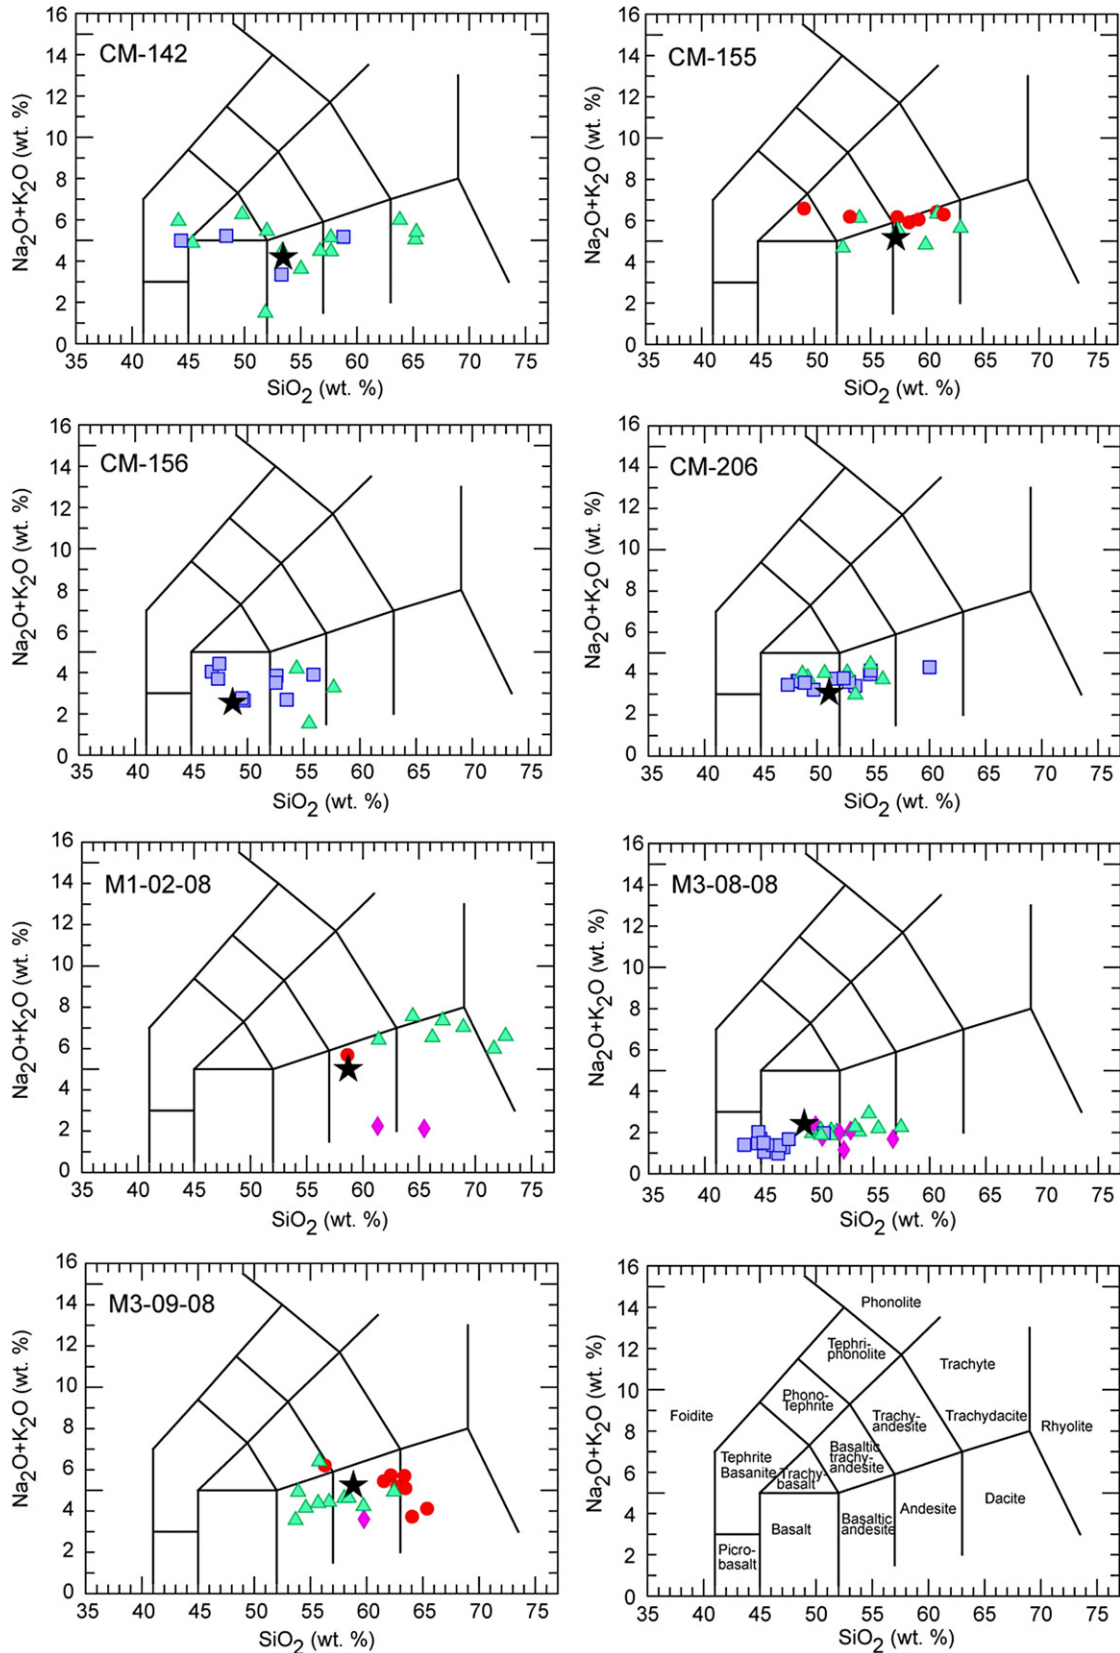 CM-142
Na2O+K2O (wt. %)
16
14
12
10
8
6
4
2
0
35 40 45 50 55 60 65 70 75
SiO2 (wt. %)
CM-155
Na2O+K2O (wt. %)
16
14
12
10
8
6
4
2
0
35 40 45 50 55 60 65 70 75
SiO2 (wt. %)
CM-156
Na2O+K2O (wt. %)
16
14
12
10
8
6
4
2
0
35 40 45 50 55 60 65 70 75
SiO2 (wt. %)
CM-206
Na2O+K2O (wt. %)
16
14
12
10
8
6
4
2
0
35 40 45 50 55 60 65 70 75
SiO2 (wt. %)
M1-02-08
Na2O+K2O (wt. %)
16
14
12
10
8
6
4
2
0
35 40 45 50 55 60 65 70 75
SiO2 (wt. %)
M3-08-08
Na2O+K2O (wt. %)
16
14
12
10
8
6
4
2
0
35 40 45 50 55 60 65 70 75
SiO2 (wt. %)
M3-09-08
Na2O+K2O (wt. %)
16
14
12
10
8
6
4
2
0
35 40 45 50 55 60 65 70 75
SiO2 (wt. %)
Na2O+K2O (wt. %)
16
14
12
10
8
6
4
2
0
Phonolite
Tephri-
phonolite
Trachyte
Phono-
Tephrite
Foidite
Trachy-
andesite
Trachydacite
Rhyolite
Basaltic
trachy-
andesite
Tephrite
Basanite
Trachy-
basalt
Basalt
Basaltic
andesite
Andesite
Dacite
Picro-
basalt
35 40 45 50 55 60 65 70 75
SiO2 (wt. %)